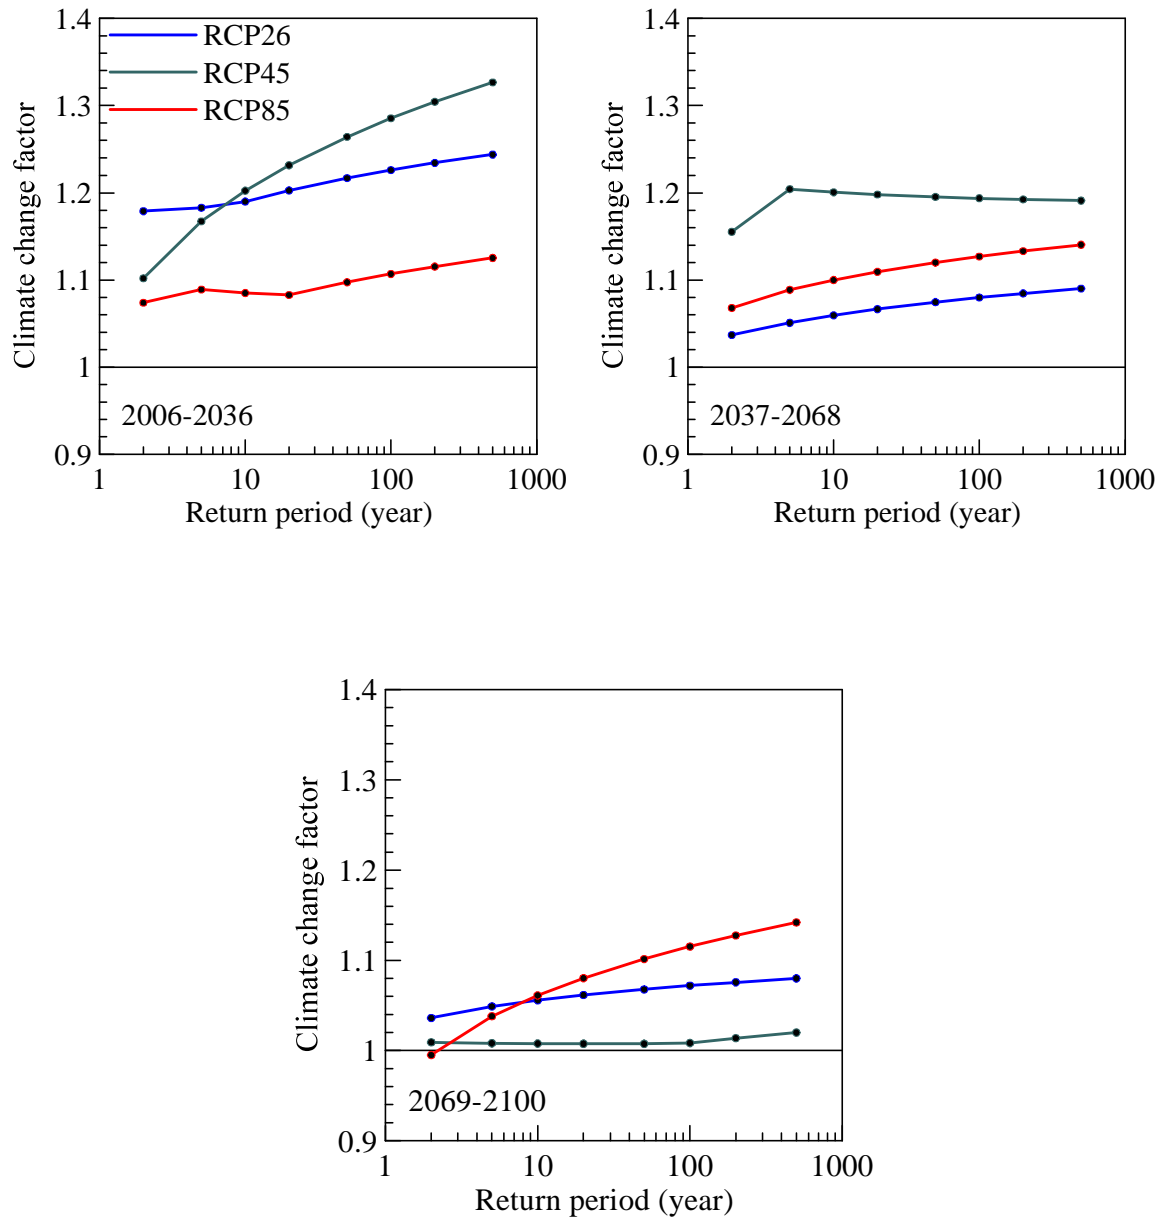 1.4
1.3
1.2
1.1
1
0.9
Climate change factor
RCP26
RCP45
RCP85
2006-2036
1 10 100 1000
Return period (year)
1.4
1.3
1.2
1.1
1
0.9
Climate change factor
2037-2068
1 10 100 1000
Return period (year)
1.4
1.3
1.2
1.1
1
0.9
Climate change factor
2069-2100
1 10 100 1000
Return period (year)